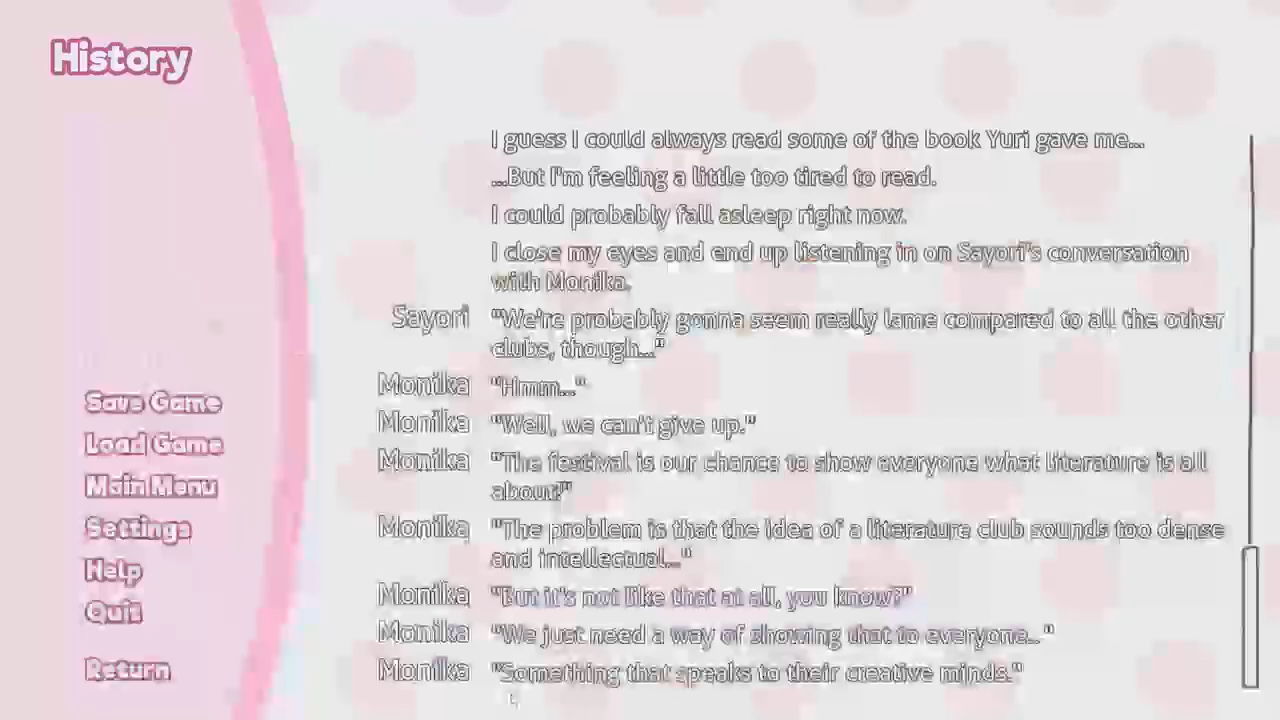 History
I guess I could always read some of the book Yuri gave me...
...But I'm feeling a little too tired to read.
I could probably fall asleep right now.
I close my eyes and end up listening in on Sayori's conversation
with Monika.
Sayori "We're probably gonna seem really lame compared to all the other
clubs, though..."
Monika "Hmm..."
Monika "Well, we can't give up."
Monika "The festival is our chance to show everyone what literature is all
about!"
Monika "The problem is that the idea of a literature club sounds too dense
and intellectual..."
Monika "But it's not like that at all, you know?"
Monika "We just need a way of showing that to everyone..."
Monika "Something that speaks to their creative minds."
Save Game
Load Game
Main Menu
Settings
Help
Quit
Return